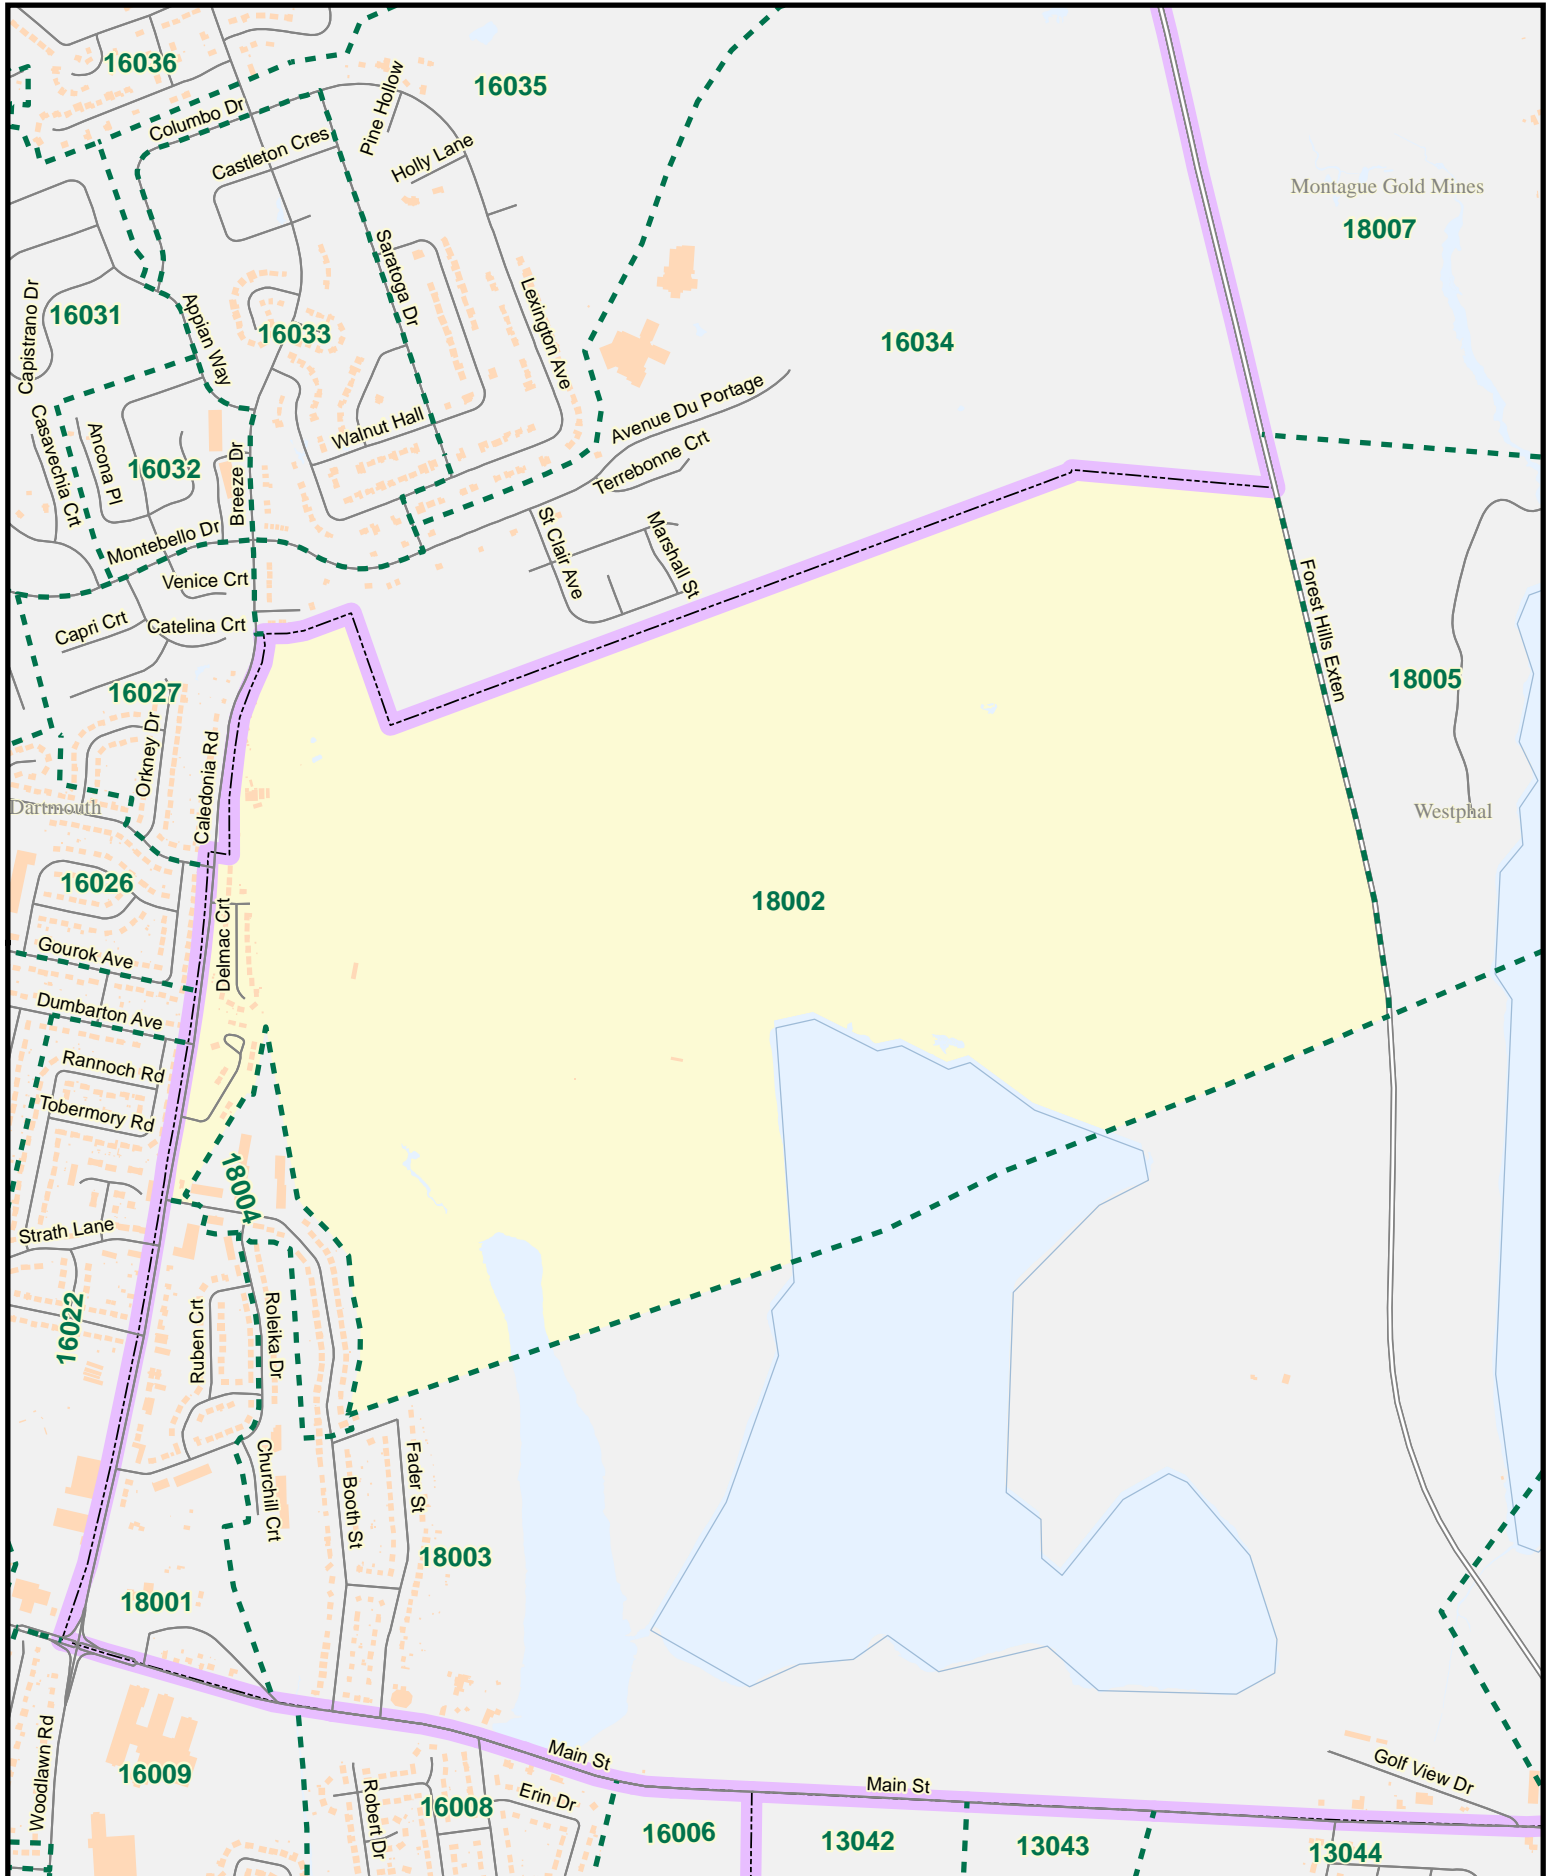 16036
16035
Columbo Dr
Pine Hollow
Castleton Cres
Holly Lane
Montague Gold Mines
18007
Saratoga Dr
Lexington Ave
Capistrano Dr
16031
Appian Way
16033
16034
Avenue Du Portage
Walnut Hall
Casavechia Crt
Ancona Pl
16032
Breeze Dr
Terrebonne Crt
Montebello Dr
St Clair Ave
Marshall St
Venice Crt
Capri Crt
Catelina Crt
Forest Hills Exten
16027
18005
Orkney Dr
Caledonia Rd
Dartmouth
Westphal
16026
18002
Delmac Crt
Gourok Ave
Dumbarton Ave
Rannoch Rd
Tobermory Rd
18004
Strath Lane
16022
Ruben Crt
Roleika Dr
Churchill Crt
Fader St
Booth St
18003
18001
Woodlawn Rd
16009
Main St
Main St
Golf View Dr
Robert Dr
16008
Erin Dr
16006
13042
13043
13044